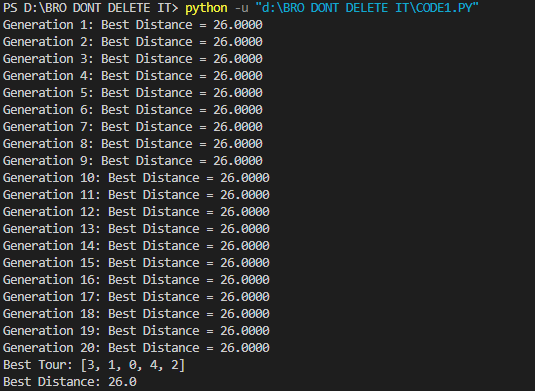 PS D:\BRO DONT DELETE IT> python -u "d:\BRO DONT DELETE IT\CODE1.PY"
Generation 1: Best Distance = 26.0000
Generation 2: Best Distance = 26.0000
Generation 3: Best Distance = 26.0000
Generation 4: Best Distance = 26.0000
Generation 5: Best Distance = 26.0000
Generation 6: Best Distance = 26.0000
Generation 7: Best Distance = 26.0000
Generation 8: Best Distance = 26.0000
Generation 9: Best Distance = 26.0000
Generation 10: Best Distance = 26.0000
Generation 11: Best Distance = 26.0000
Generation 12: Best Distance = 26.0000
Generation 13: Best Distance = 26.0000
Generation 14: Best Distance = 26.0000
Generation 15: Best Distance = 26.0000
Generation 16: Best Distance = 26.0000
Generation 17: Best Distance = 26.0000
Generation 18: Best Distance = 26.0000
Generation 19: Best Distance = 26.0000
Generation 20: Best Distance = 26.0000
Best Tour: [3, 1, 0, 4, 2]
Best Distance: 26.0